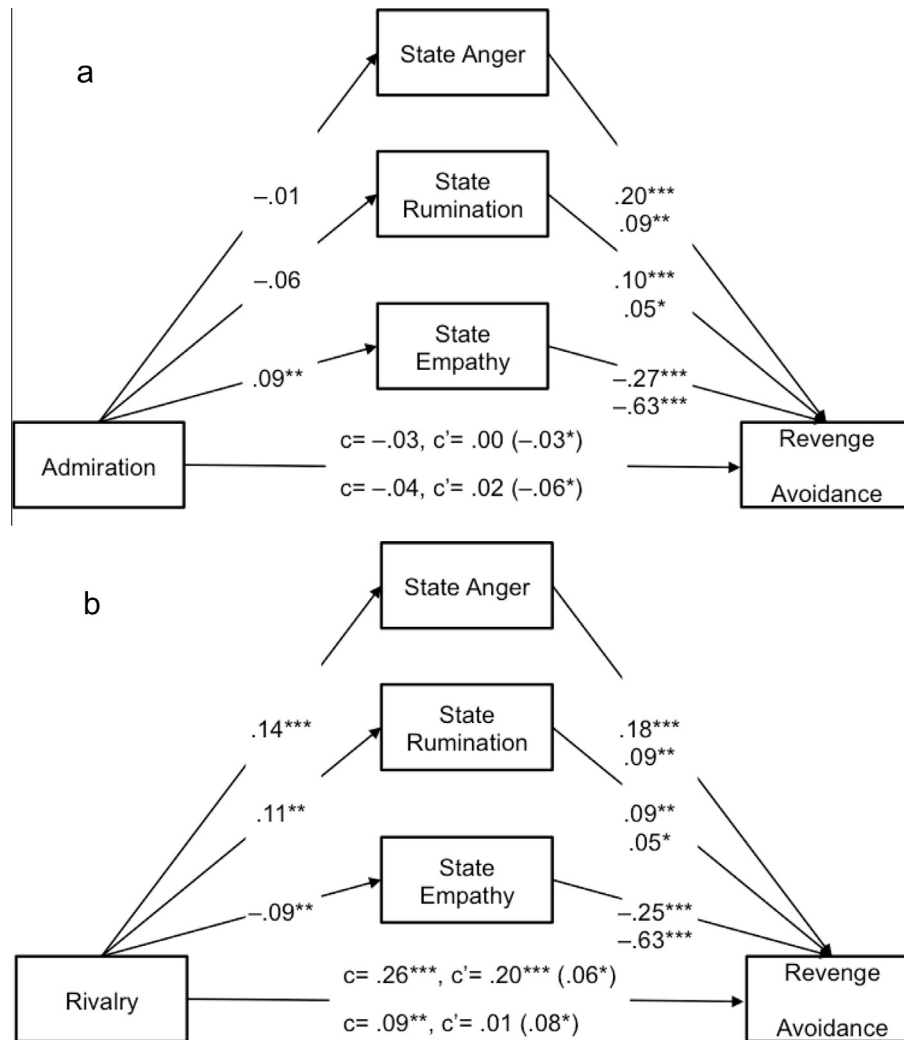 a
State Anger
–.01
.20***
.09**
State
Rumination
–.06
.10***
.05*
State
Empathy
.09**
–.27***
–.63***
Admiration
c= –.03, c’= .00 (–.03*)
c= –.04, c’= .02 (–.06*)
Revenge
Avoidance
b
State Anger
.14***
.18***
.09**
State
Rumination
.11**
.09**
.05*
State
Empathy
–.09**
–.25***
–.63***
Rivalry
c= .26***, c’= .20*** (.06*)
c= .09**, c’= .01 (.08*)
Revenge
Avoidance